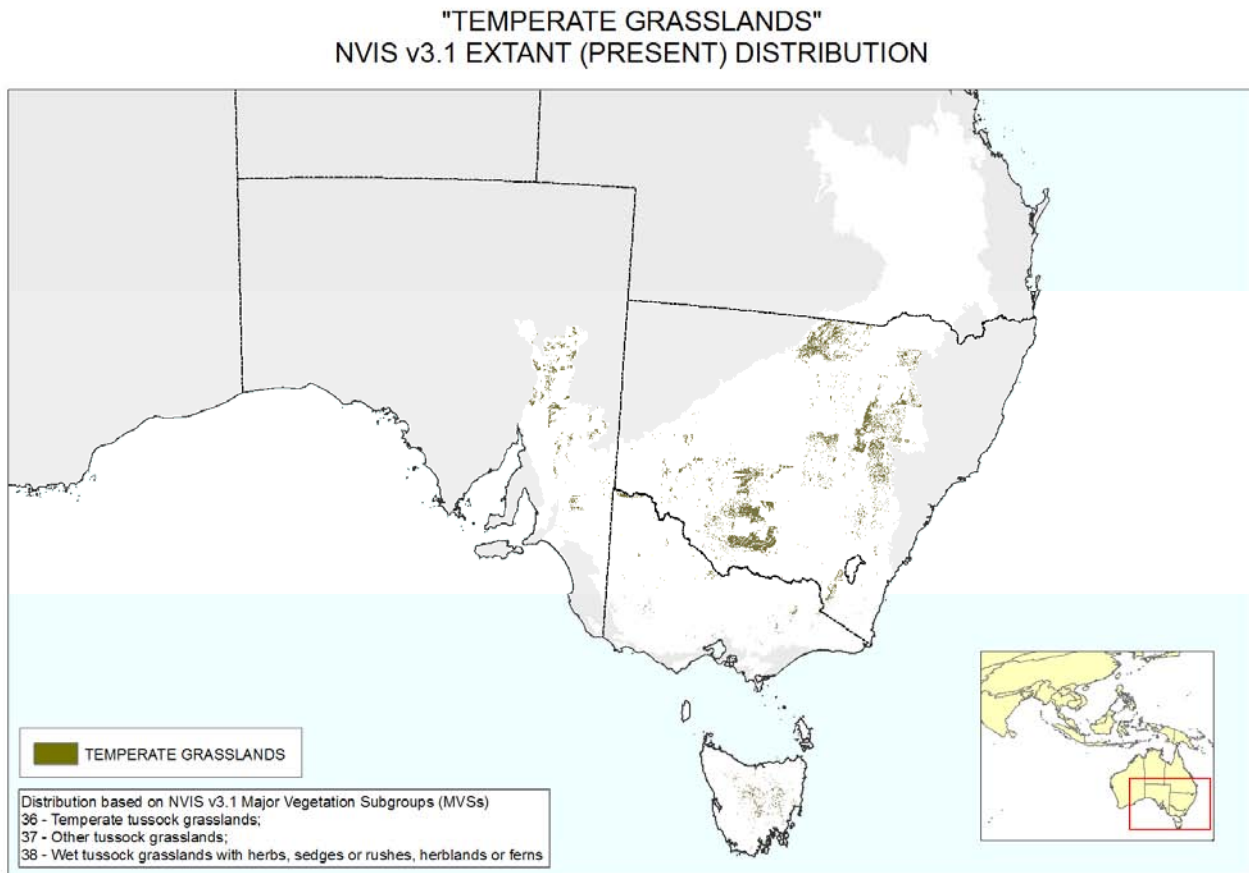 "TEMPERATE GRASSLANDS"
NVIS v3.1 EXTANT (PRESENT) DISTRIBUTION
TEMPERATE GRASSLANDS
Distribution based on NVIS v3.1 Major Vegetation Subgroups (MVSs)
36 - Temperate tussock grasslands;
37 - Other tussock grasslands;
38 - Wet tussock grasslands with herbs, sedges or rushes, herblands or ferns